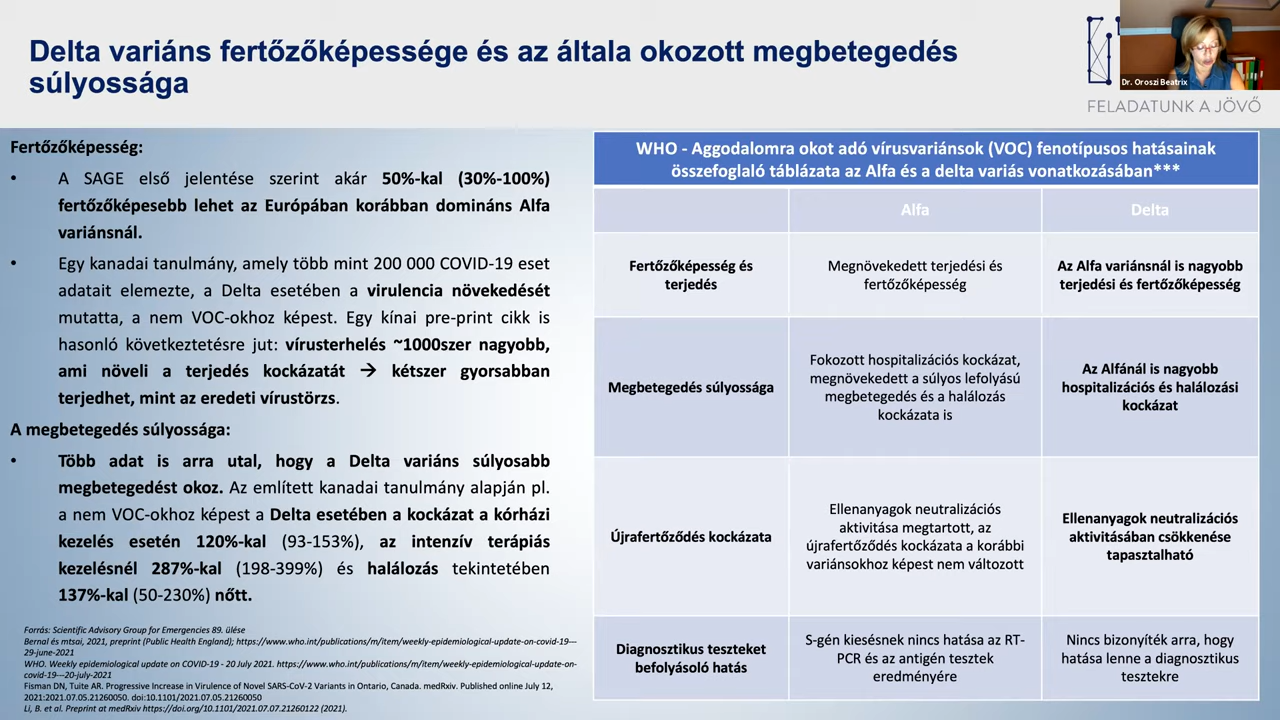 Delta variáns fertőzőképessége és az általa okozott megbetegedés
súlyossága
Dr. Oroszi Beatrix
FELADATUNK A JÖVŐ
Fertőzőképesség:
• A SAGE első jelentése szerint akár 50%-kal (30%-100%)
fertőzőképesebb lehet az Európában korábban domináns Alfa
variánsnál.
• Egy kanadai tanulmány, amely több mint 200 000 COVID-19 eset
adatait elemezte, a Delta esetében a virulencia növekedését
mutatta, a nem VOC-okhoz képest. Egy kínai pre-print cikk is
hasonló következtetésre jut: vírusterhelés ~1000szer nagyobb,
ami növeli a terjedés kockázatát → kétszer gyorsabban
terjedhet, mint az eredeti vírustörzs.
A megbetegedés súlyossága:
• Több adat is arra utal, hogy a Delta variáns súlyosabb
megbetegedést okoz. Az említett kanadai tanulmány alapján pl.
a nem VOC-okhoz képest a Delta esetében a kockázat a kórházi
kezelés esetén 120%-kal (93-153%), az intenzív terápiás
kezelésnél 287%-kal (198-399%) és halálozás tekintetében
137%-kal (50-230%) nőtt.
Forrás: Scientific Advisory Group for Emergencies 89. ülése
Bernal és mtsai, 2021, preprint (Public Health England); https://www.who.int/publications/m/item/weekly-epidemiological-update-on-covid-19---
29-june-2021
WHO. Weekly epidemiological update on COVID-19 - 20 July 2021. https://www.who.int/publications/m/item/weekly-epidemiological-update-on-
covid-19---20-july-2021
Fisman DN, Tuite AR. Progressive Increase in Virulence of Novel SARS-CoV-2 Variants in Ontario, Canada. medRxiv. Published online July 12,
2021:2021.07.05.21260050. doi:10.1101/2021.07.05.21260050
Li, B. et al. Preprint at medRxiv https://doi.org/10.1101/2021.07.07.21260122 (2021).
WHO - Aggodalomra okot adó vírusvariánsok (VOC) fenotípusos hatásainak
összefoglaló táblázata az Alfa és a delta variás vonatkozásában***
Alfa
Delta
Fertőzőképesség és
terjedés
Megnövekedett terjedési és
fertőzőképesség
Az Alfa variánsnál is nagyobb
terjedési és fertőzőképesség
Megbetegedés súlyossága
Fokozott hospitalizációs kockázat,
megnövekedett a súlyos lefolyású
megbetegedés és a halálozás
kockázata is
Az Alfánál is nagyobb
hospitalizációs és halálozási
kockázat
Újrafertőződés kockázata
Ellenanyagok neutralizációs
aktivitása megtartott, az
újrafertőződés kockázata a korábbi
variánsokhoz képest nem változott
Ellenanyagok neutralizációs
aktivitásában csökkenése
tapasztalható
Diagnosztikus teszteket
befolyásoló hatás
S-gén kiesésnek nincs hatása az RT-
PCR és az antigén tesztek
eredményére
Nincs bizonyíték arra, hogy
hatása lenne a diagnosztikus
tesztekre